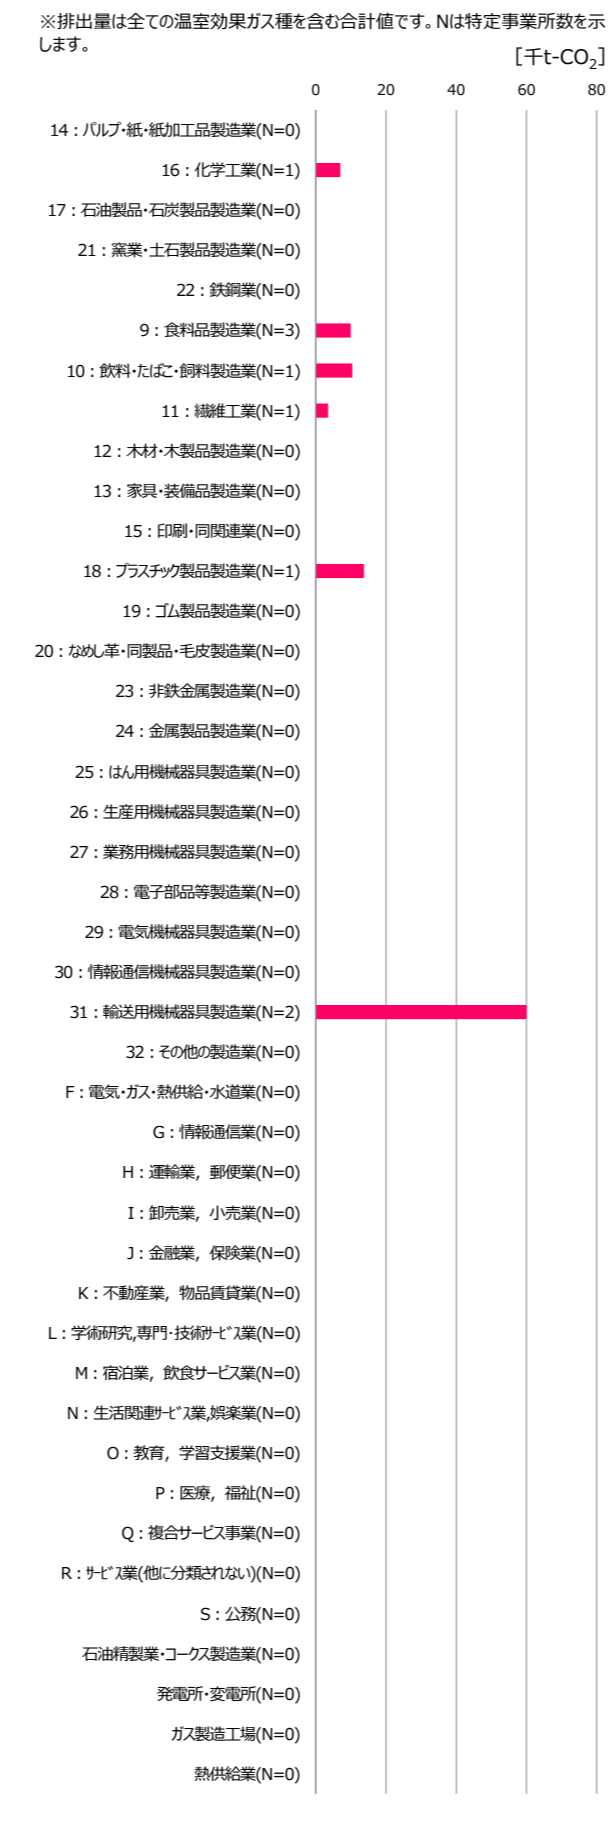 ※排出量は全ての温室効果ガス種を含む合計値です。Nは特定事業所数を示
します。
[千t-CO2]
0 20 40 60 80
14：パルプ・紙・紙加工品製造業(N=0)
16：化学工業(N=1)
17：石油製品・石炭製品製造業(N=0)
21：窯業・土石製品製造業(N=0)
22：鉄鋼業(N=0)
9：食料品製造業(N=3)
10：飲料・たばこ・飼料製造業(N=1)
11：繊維工業(N=1)
12：木材・木製品製造業(N=0)
13：家具・装備品製造業(N=0)
15：印刷・同関連業(N=0)
18：プラスチック製品製造業(N=1)
19：ゴム製品製造業(N=0)
20：なめし革・同製品・毛皮製造業(N=0)
23：非鉄金属製造業(N=0)
24：金属製品製造業(N=0)
25：はん用機械器具製造業(N=0)
26：生産用機械器具製造業(N=0)
27：業務用機械器具製造業(N=0)
28：電子部品等製造業(N=0)
29：電気機械器具製造業(N=0)
30：情報通信機械器具製造業(N=0)
31：輸送用機械器具製造業(N=2)
32：その他の製造業(N=0)
F：電気・ガス・熱供給・水道業(N=0)
G：情報通信業(N=0)
H：運輸業，郵便業(N=0)
I：卸売業，小売業(N=0)
J：金融業，保険業(N=0)
K：不動産業，物品賃貸業(N=0)
L：学術研究,専門・技術ｻｰﾋﾞｽ業(N=0)
M：宿泊業，飲食サービス業(N=0)
N：生活関連ｻｰﾋﾞｽ業,娯楽業(N=0)
O：教育，学習支援業(N=0)
P：医療，福祉(N=0)
Q：複合サービス事業(N=0)
R：ｻｰﾋﾞｽ業(他に分類されない)(N=0)
S：公務(N=0)
石油精製業・コークス製造業(N=0)
発電所・変電所(N=0)
ガス製造工場(N=0)
熱供給業(N=0)